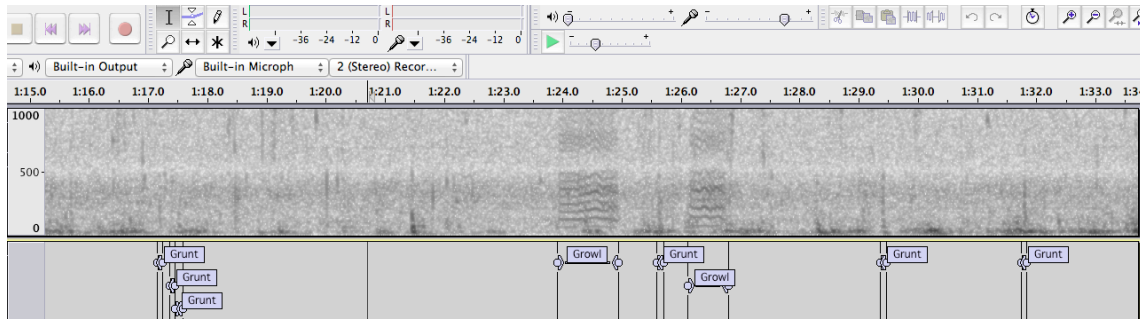 L
R
-36 -24 -12 0
L
R
-36 -24 -12 0
- +
- +
- +
Built-in Output
Built-in Microph
2 (Stereo) Recor...
1:15.0 1:16.0 1:17.0 1:18.0 1:19.0 1:20.0 1:21.0 1:22.0 1:23.0 1:24.0 1:25.0 1:26.0 1:27.0 1:28.0 1:29.0 1:30.0 1:31.0 1:32.0 1:33.0
1000
500
0
Grunt Growl Grunt Grunt Grunt
Grunt Growl
Grunt